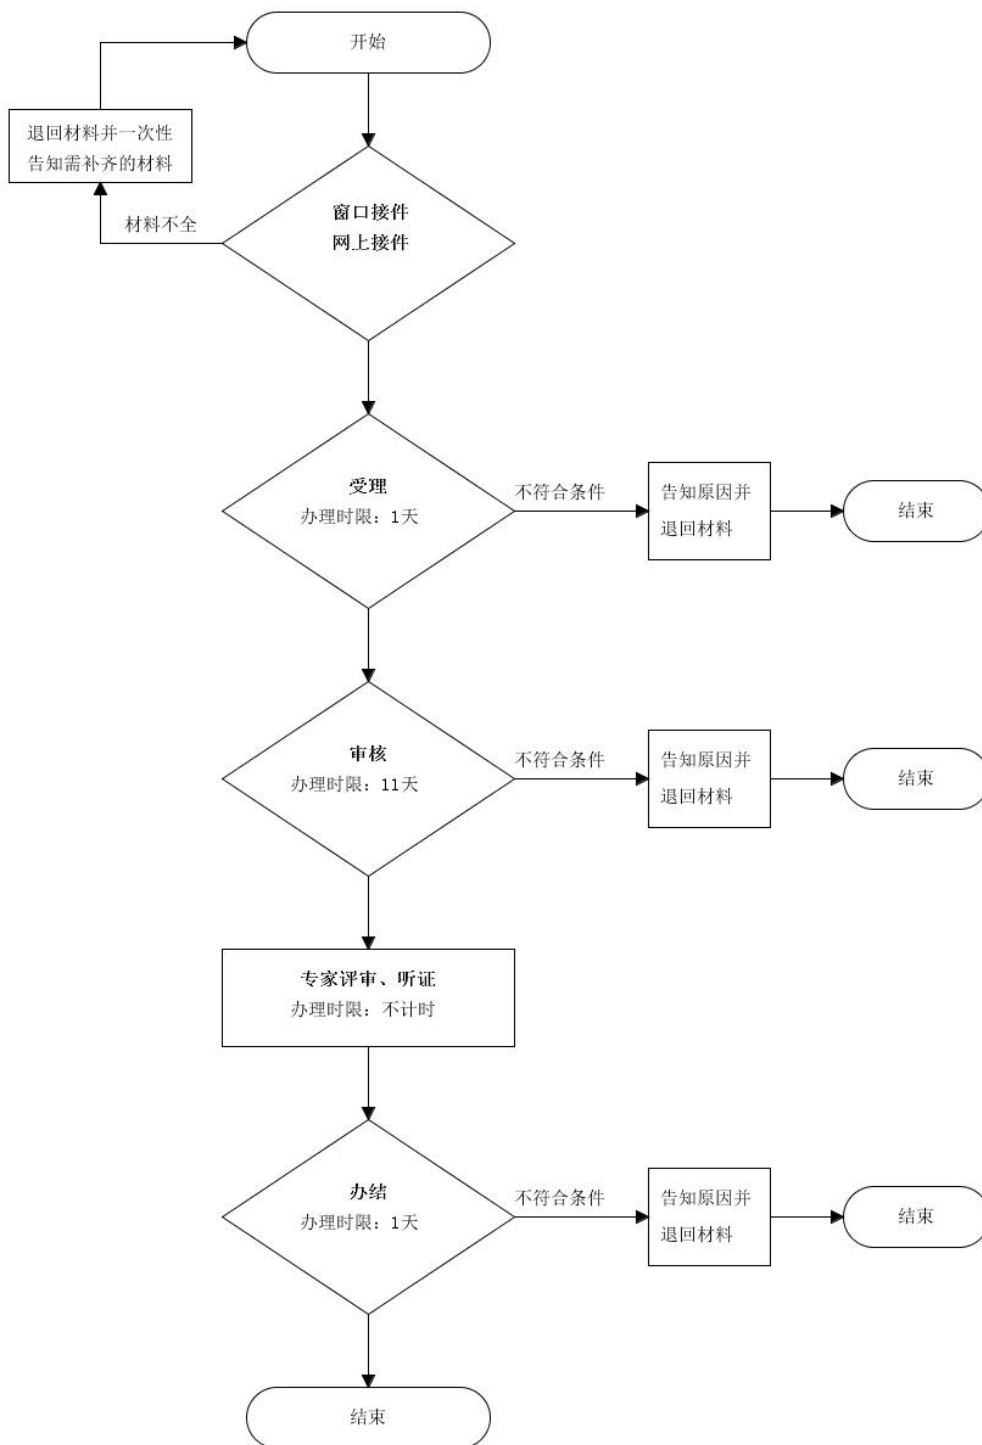 开始
退回材料并一次性
告知需补齐的材料
材料不全
窗口接件
网上接件
受理
办理时限：1天
不符合条件
告知原因并
退回材料
结束
审核
办理时限：11天
不符合条件
告知原因并
退回材料
结束
专家评审、听证
办理时限：不计时
办结
办理时限：1天
不符合条件
告知原因并
退回材料
结束
结束